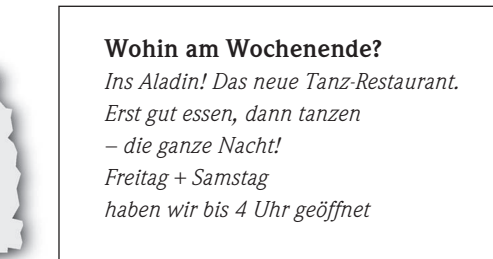 Wohin am Wochenende?
Ins Aladin! Das neue Tanz-Restaurant.
Erst gut essen, dann tanzen
– die ganze Nacht!
Freitag + Samstag
haben wir bis 4 Uhr geöffnet